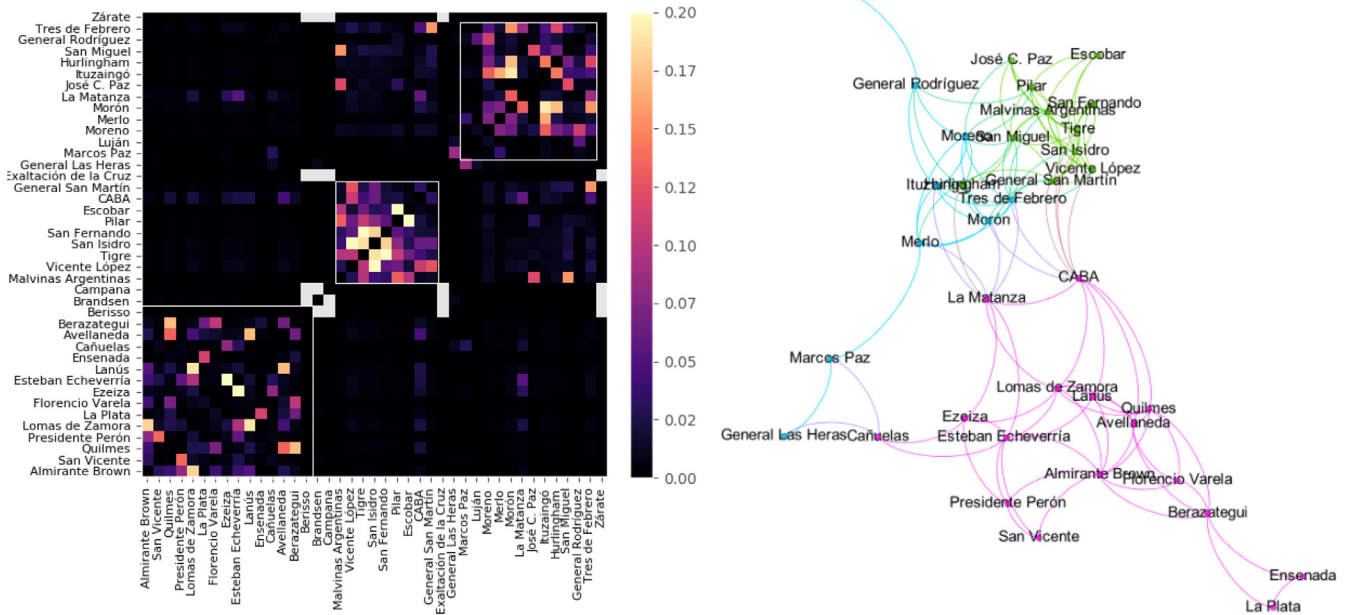 Zárate
Tres de Febrero
General Rodríguez
San Miguel
Hurlingham
Ituzaingó
José C. Paz
La Matanza
Morón
Merlo
Moreno
Luján
Marcos Paz
General Las Heras
Exaltación de la Cruz
General San Martín
CABA
Escobar
Pilar
San Fernando
San Isidro
Tigre
Vicente López
Malvinas Argentinas
Campana
Brandsen
Berisso
Berazategui
Avellaneda
Cañuelas
Ensenada
Lanús
Esteban Echeverría
Ezeiza
Florencio Varela
La Plata
Lomas de Zamora
Presidente Perón
Quilmes
San Vicente
Almirante Brown
Almirante Brown
San Vicente
Quilmes
Presidente Perón
Lomas de Zamora
La Plata
Florencio Varela
Ezeiza
Esteban Echeverría
Lanús
Ensenada
Cañuelas
Avellaneda
Berazategui
Berisso
Brandsen
Campana
Malvinas Argentinas
Vicente López
Tigre
San Isidro
San Fernando
Pilar
Escobar
CABA
General San Martín
Exaltación de la Cruz
General Las Heras
Marcos Paz
Luján
Moreno
Merlo
Morón
La Matanza
José C. Paz
Ituzaingó
Hurlingham
San Miguel
General Rodríguez
Tres de Febrero
Zárate
0.20
0.17
0.15
0.12
0.10
0.07
0.05
0.02
0.00
Escobar
José C. Paz
General Rodríguez
Pilar
San Fernando
Malvinas Argentinas
Tigre
Moreno
San Miguel
San Isidro
Vicente López
General San Martín
Ituzaingó
Hurlingham
Tres de Febrero
Morón
Merlo
CABA
La Matanza
Marcos Paz
Lomas de Zamora
Lanús
Quilmes
Ezeiza
Avellaneda
General Las Heras
Cañuelas
Esteban Echeverría
Almirante Brown
Florencio Varela
Presidente Perón
Berazategui
San Vicente
Ensenada
La Plata